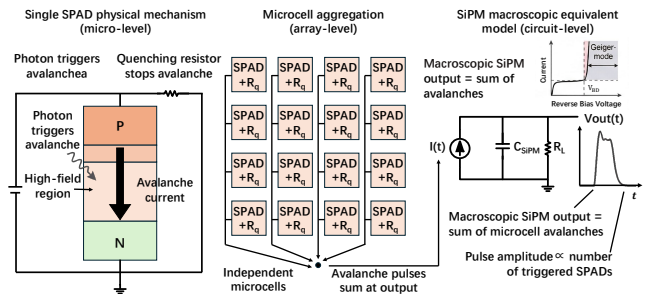 Single SPAD physical mechanism
(micro-level)
Photon triggers
avalanchea
Quenching resistor
stops avalanche
Photon
triggers
avalanche
High-field
region
P
N
Avalanche
current
Microcell aggregation
(array-level)
SPAD
+Rq
SPAD
+Rq
SPAD
+Rq
SPAD
+Rq
SPAD
+Rq
SPAD
+Rq
SPAD
+Rq
SPAD
+Rq
SPAD
+Rq
SPAD
+Rq
SPAD
+Rq
SPAD
+Rq
SPAD
+Rq
SPAD
+Rq
SPAD
+Rq
SPAD
+Rq
Independent
microcells
Avalanche pulses
sum at output
SiPM macroscopic equivalent
model (circuit-level)
Macroscopic SiPM
output = sum of
avalanches
Current
Geiger-
mode
VBD
Reverse Bias Voltage
I(t)
CSiPM
RL
Vout(t)
t
Macroscopic SiPM output =
sum of microcell avalanches
Pulse amplitude∝ number
of triggered SPADs